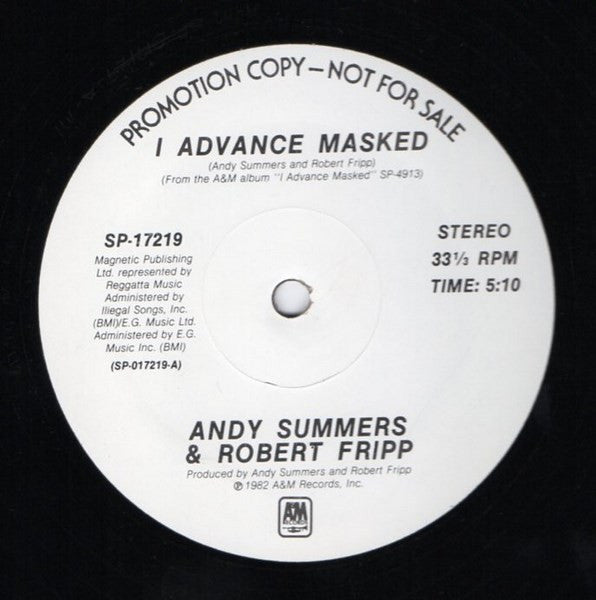 PROMOTION COPY—NOT FOR SALE
I ADVANCE MASKED
(Andy Summers and Robert Fripp)
(From the A&M album "I Advance Masked" SP-4913)
SP-17219
Magnetic Publishing
Ltd. represented by
Reggatta Music
Administered by
Illegal Songs, Inc.
(BMI)/E.G. Music Ltd.
Administered by E.G.
Music Inc. (BMI)
(SP-017219-A)
STEREO
33⅓ RPM
TIME: 5:10
ANDY SUMMERS
& ROBERT FRIPP
Produced by Andy Summers and Robert Fripp
℗ 1982 A&M Records, Inc.
A&M
RECORDS